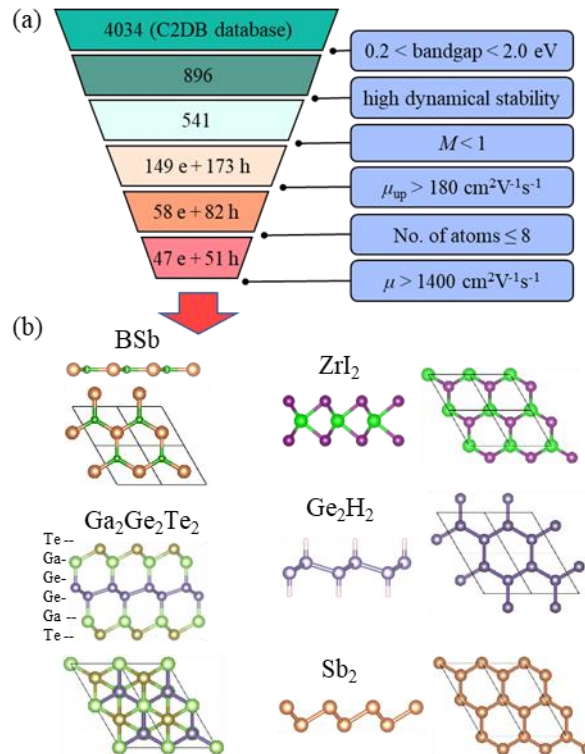 (a)
4034 (C2DB database)
0.2 < bandgap < 2.0 eV
896
high dynamical stability
541
M < 1
149 e + 173 h
μup > 180 cm²V⁻¹s⁻¹
58 e + 82 h
No. of atoms ≤ 8
47 e + 51 h
μ > 1400 cm²V⁻¹s⁻¹
(b)
BSb
ZrI₂
Ga₂Ge₂Te₂
Ge₂H₂
Te --
Ga-
Ge-
Ge-
Ga --
Te --
Sb₂